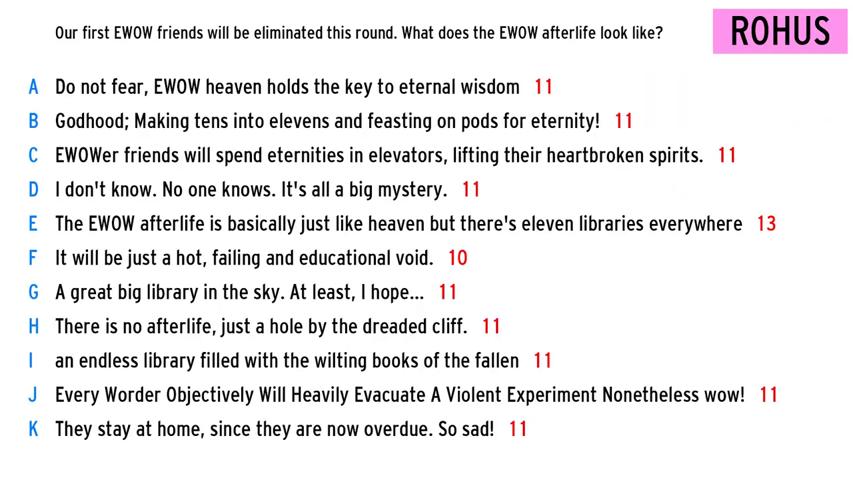 Our first EWOW friends will be eliminated this round. What does the EWOW afterlife look like?
ROHUS
A Do not fear, EWOW heaven holds the key to eternal wisdom 11
B Godhood; Making tens into elevens and feasting on pods for eternity! 11
C EWOWer friends will spend eternities in elevators, lifting their heartbroken spirits. 11
D I don't know. No one knows. It's all a big mystery. 11
E The EWOW afterlife is basically just like heaven but there's eleven libraries everywhere 13
F It will be just a hot, failing and educational void. 10
G A great big library in the sky. At least, I hope... 11
H There is no afterlife, just a hole by the dreaded cliff. 11
I an endless library filled with the wilting books of the fallen 11
J Every Worder Objectively Will Heavily Evacuate A Violent Experiment Nonetheless wow! 11
K They stay at home, since they are now overdue. So sad! 11